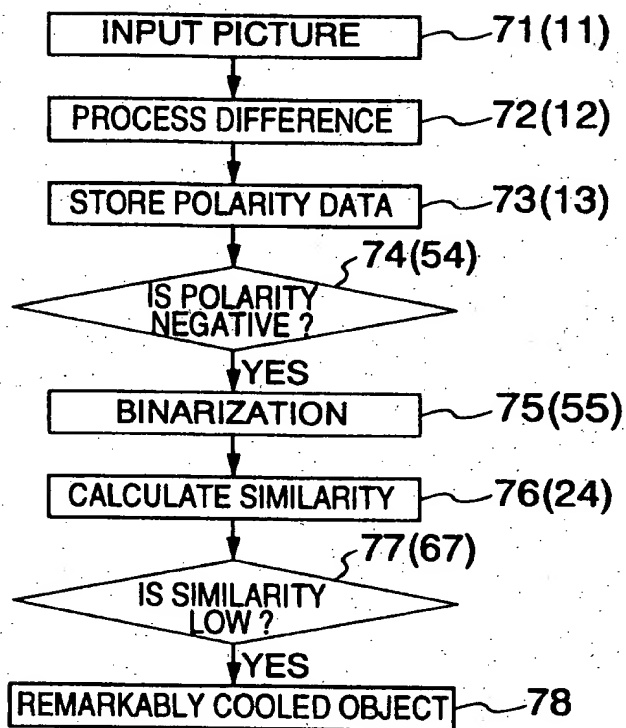 INPUT PICTURE 71(11)
PROCESS DIFFERENCE 72(12)
STORE POLARITY DATA 73(13)
74(54)
IS POLARITY
NEGATIVE ?
YES
BINARIZATION 75(55)
CALCULATE SIMILARITY 76(24)
77(67)
IS SIMILARITY
LOW ?
YES
REMARKABLY COOLED OBJECT 78